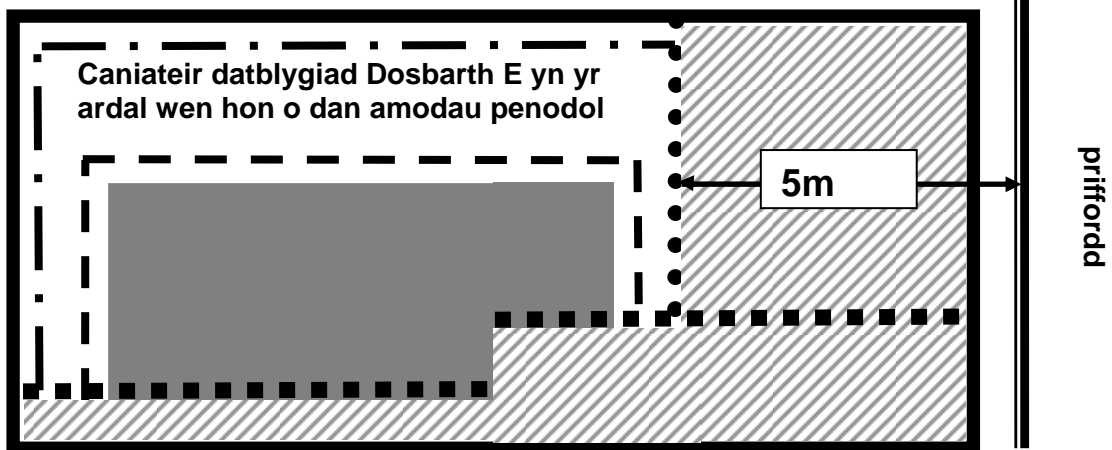 Caniateir datblygiad Dosbarth E yn yr
ardal wen hon o dan amodau penodol
5m
priffordd